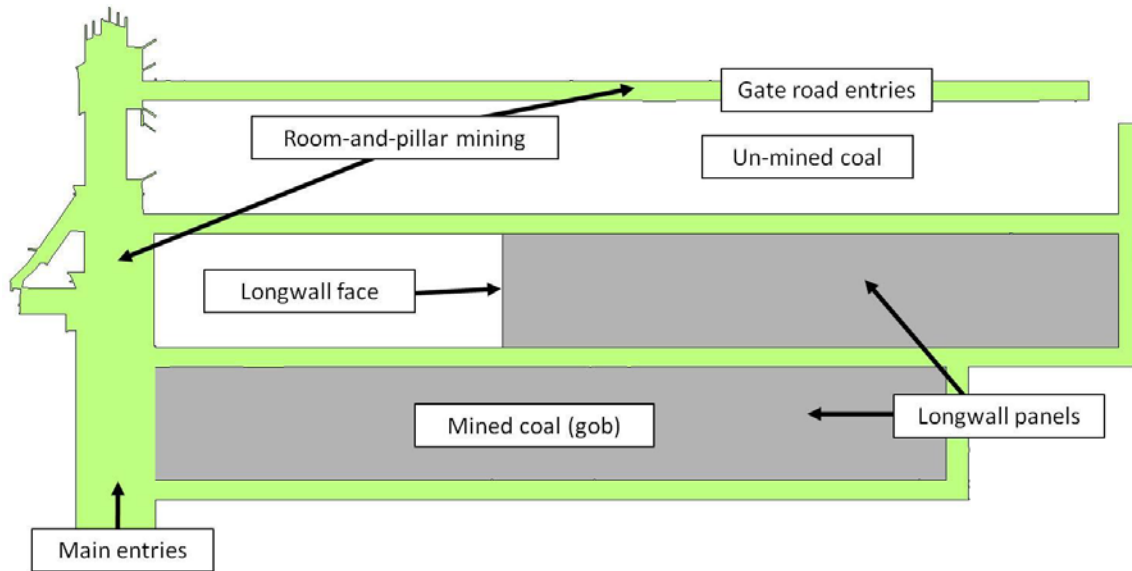 Gate road entries
Room-and-pillar mining
Un-mined coal
Longwall face
Mined coal (gob)
Longwall panels
Main entries